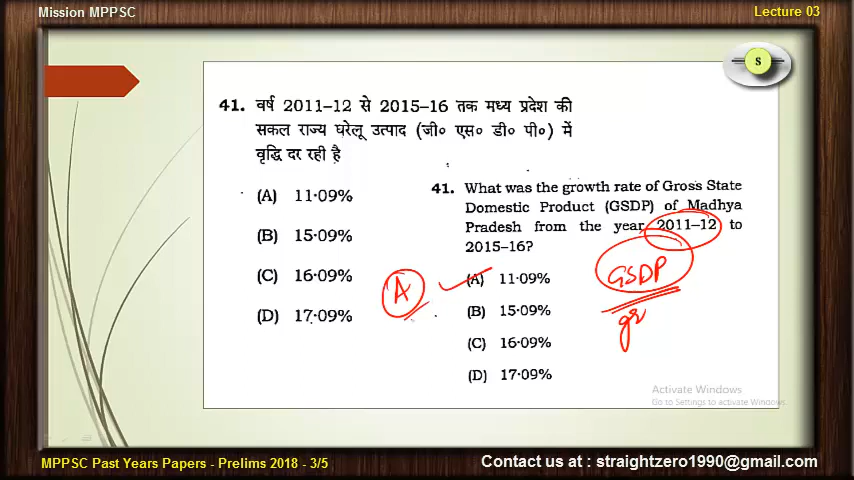 Mission MPPSC
Lecture 03
S
41. वर्ष 2011–12 से 2015–16 तक मध्य प्रदेश की
सकल राज्य घरेलू उत्पाद (जी० एस० डी० पी०) में
वृद्धि दर रही है
(A) 11·09%
(B) 15·09%
(C) 16·09%
(D) 17·09%
41. What was the growth rate of Gross State
Domestic Product (GSDP) of Madhya
Pradesh from the year 2011–12 to
2015–16?
(A) 11·09%
(B) 15·09%
(C) 16·09%
(D) 17·09%
A
GSDP
gr
Activate Windows
Go to Settings to activate Windows.
MPPSC Past Years Papers - Prelims 2018 - 3/5
Contact us at : straightzero1990@gmail.com